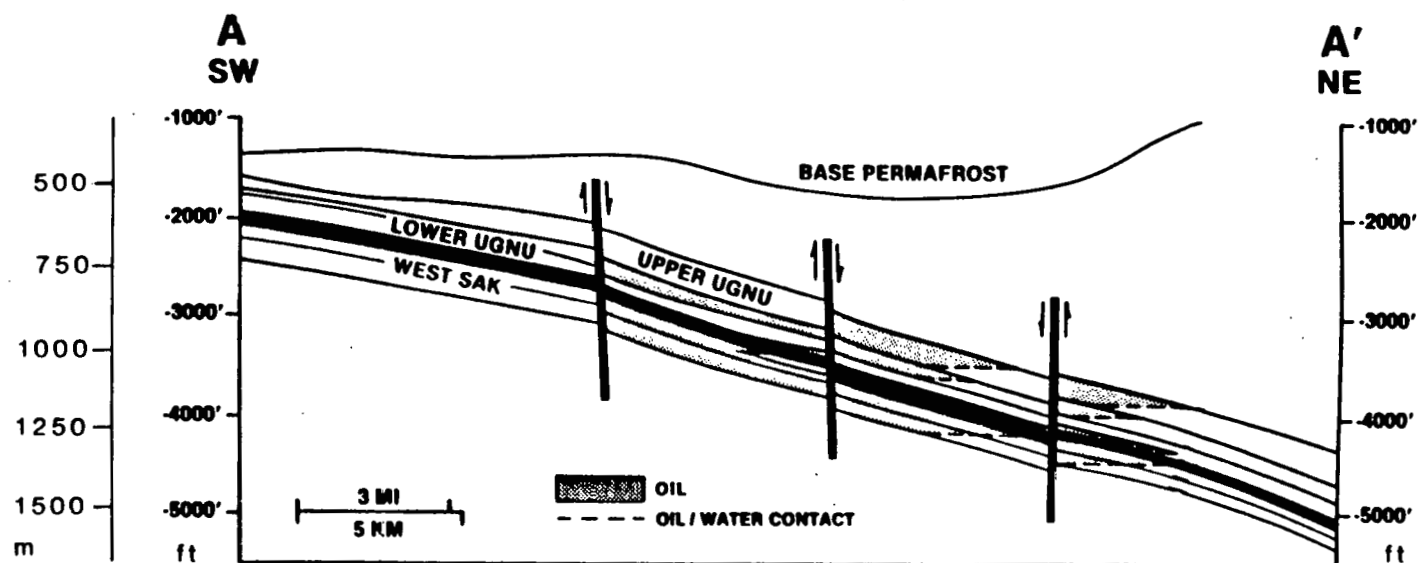 A
SW
A'
NE
-1000'
-2000'
-3000'
-4000'
-5000'
ft
500
750
1000
1250
1500
m
BASE PERMAFROST
LOWER UGNU
UPPER UGNU
WEST SAK
3 MI
5 KM
OIL
OIL / WATER CONTACT
-1000'
-2000'
-3000'
-4000'
-5000'
ft